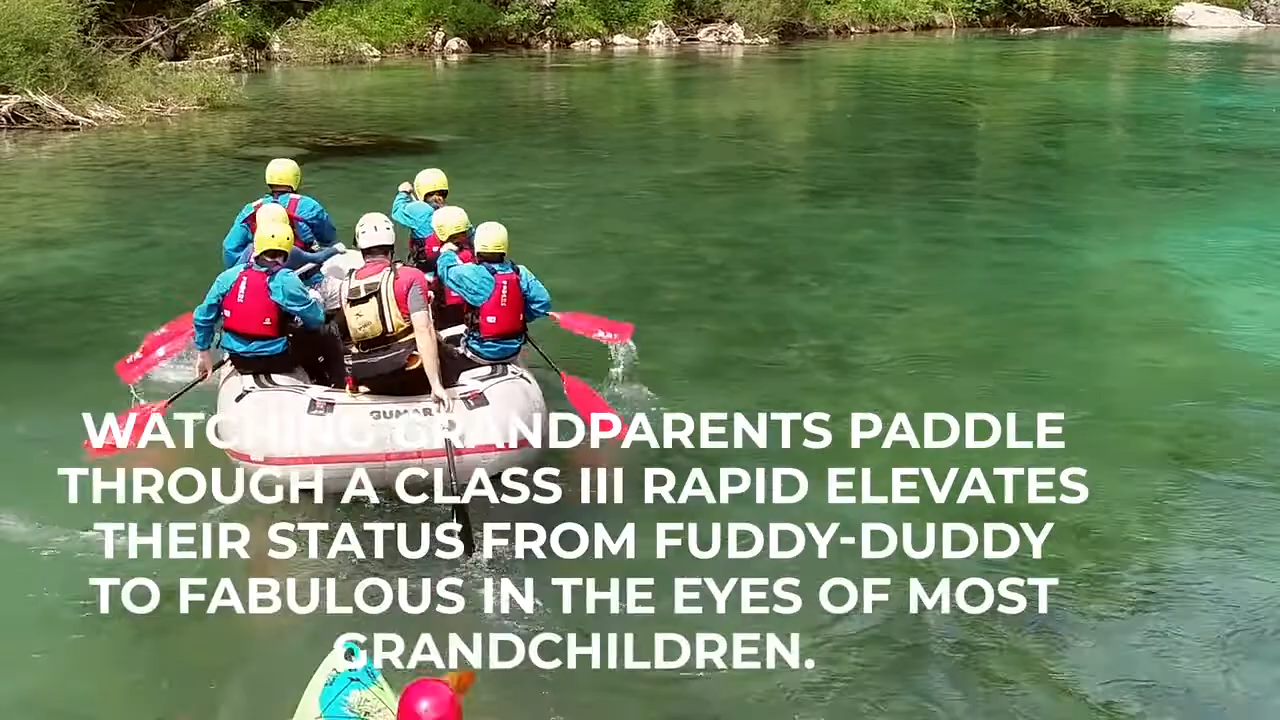 GUMAR
WATCHING GRANDPARENTS PADDLE
THROUGH A CLASS III RAPID ELEVATES
THEIR STATUS FROM FUDDY-DUDDY
TO FABULOUS IN THE EYES OF MOST
GRANDCHILDREN.